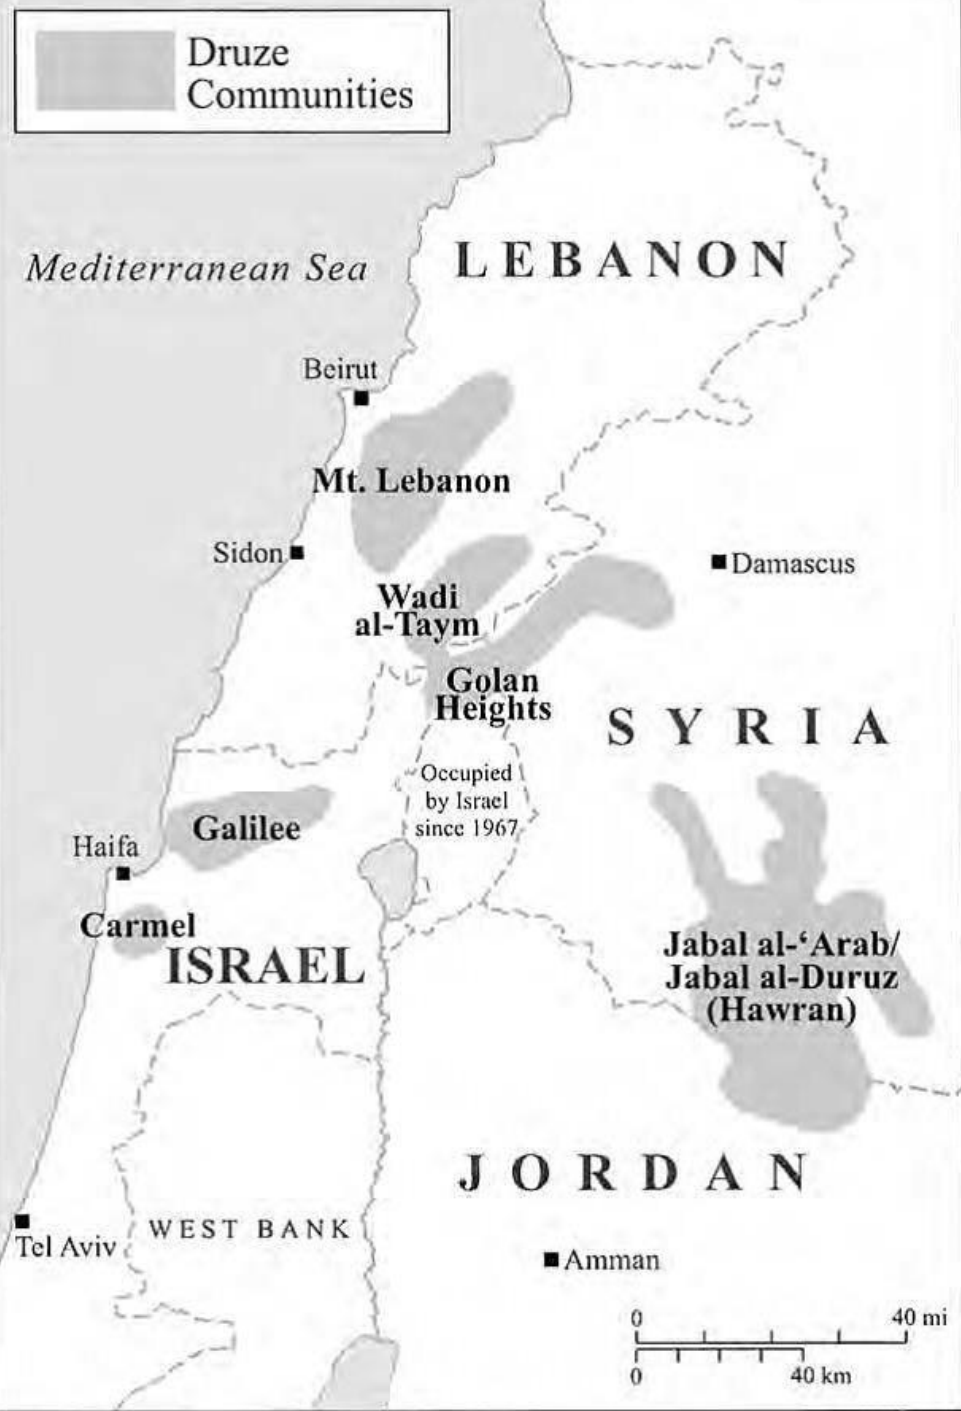 Druze
Communities
Mediterranean Sea
LEBANON
Beirut
Mt. Lebanon
Sidon
Damascus
Wadi
al-Taym
Golan
Heights
SYRIA
Occupied
by Israel
since 1967
Galilee
Haifa
Carmel
ISRAEL
Jabal al-‘Arab/
Jabal al-Duruz
(Hawran)
JORDAN
WEST BANK
Tel Aviv
Amman
0 40 mi
0 40 km